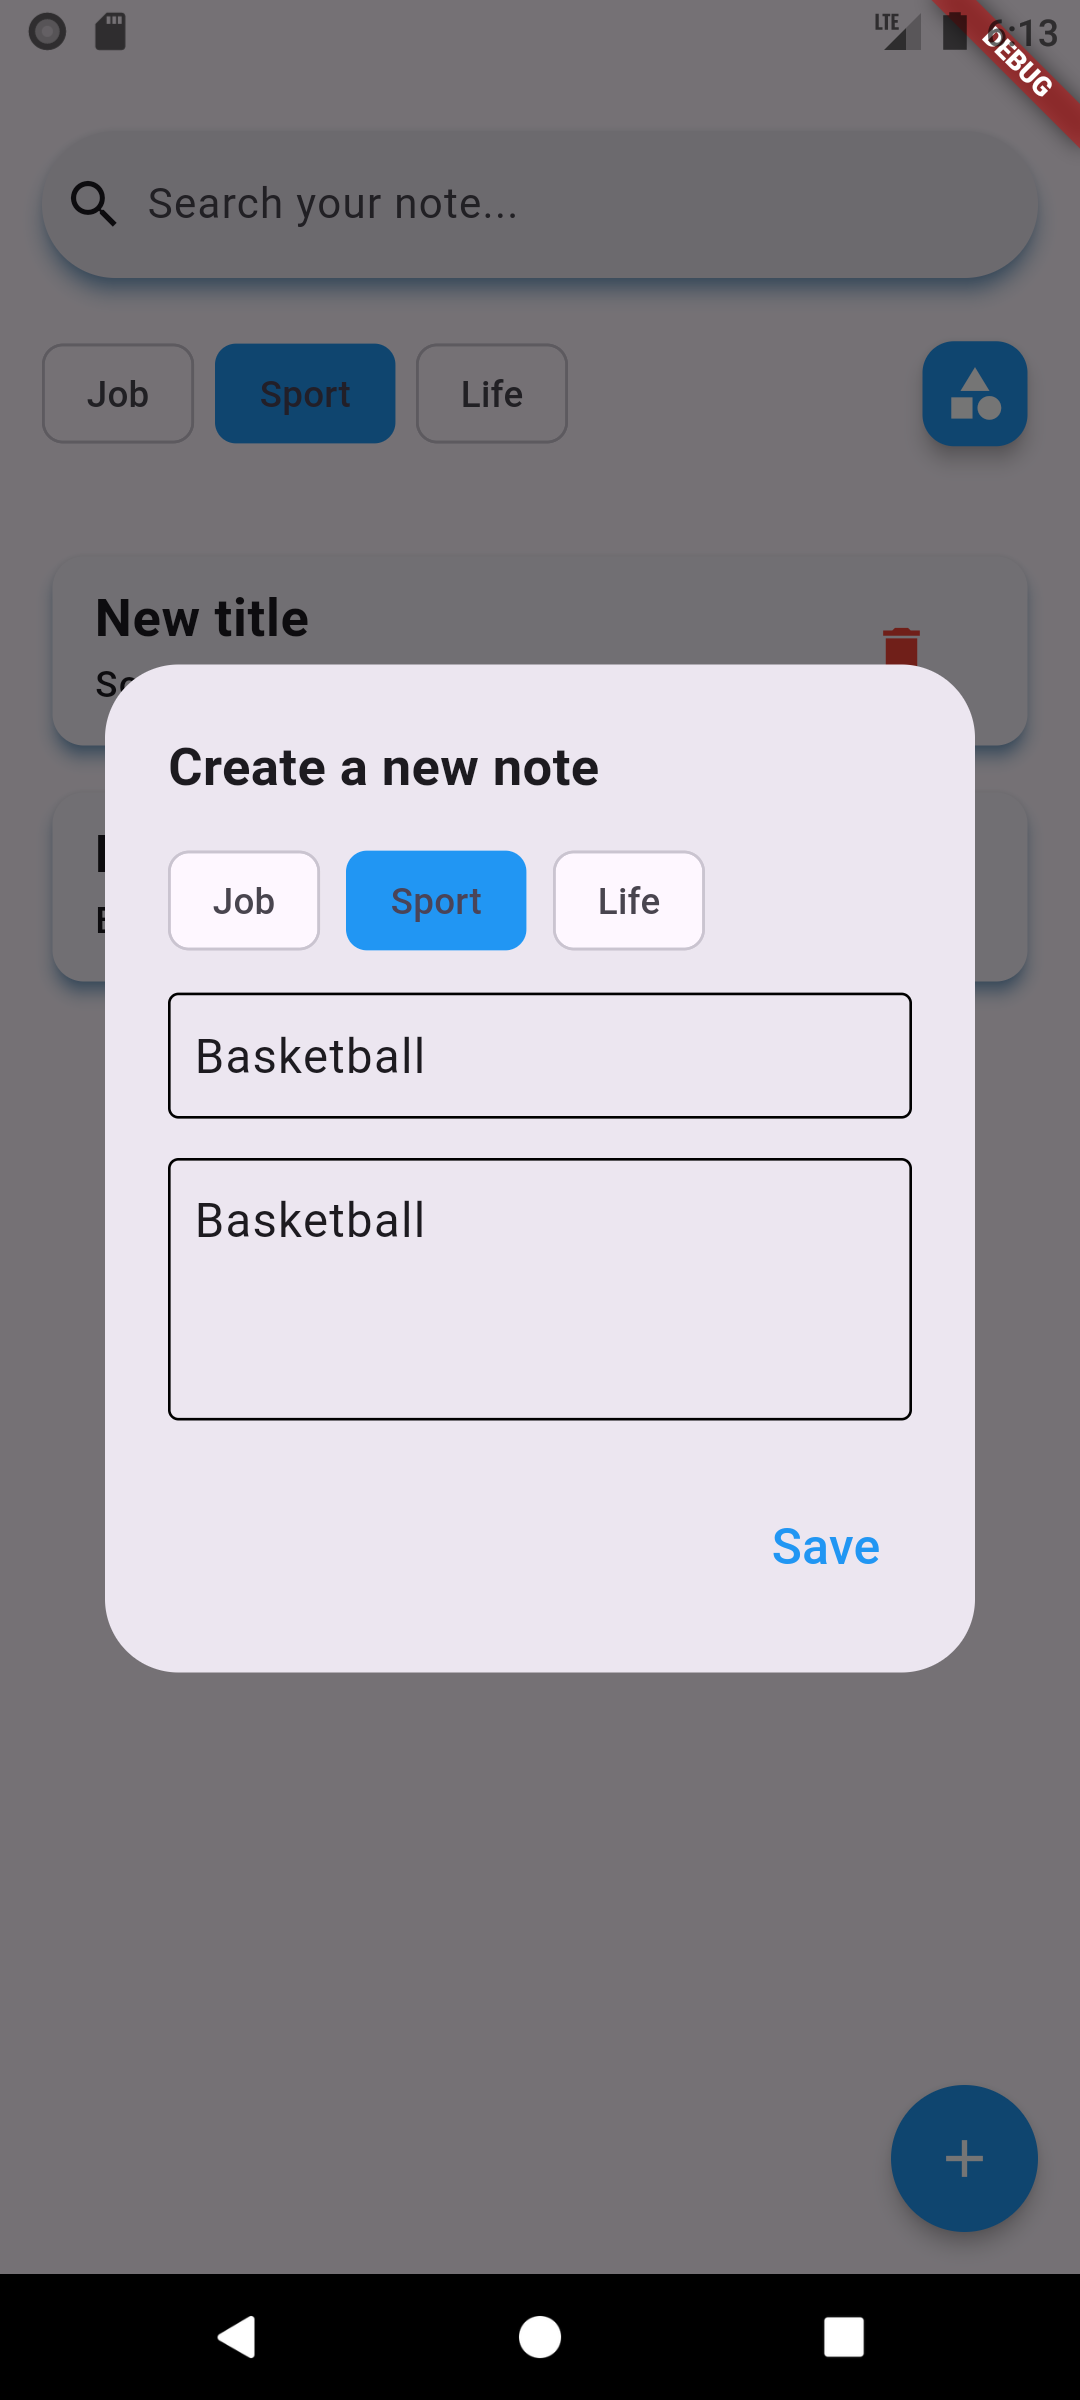 LTE 6:13
DEBUG
Search your note...
Job Sport Life
New title
Create a new note
Job Sport Life
Basketball
Basketball
Save